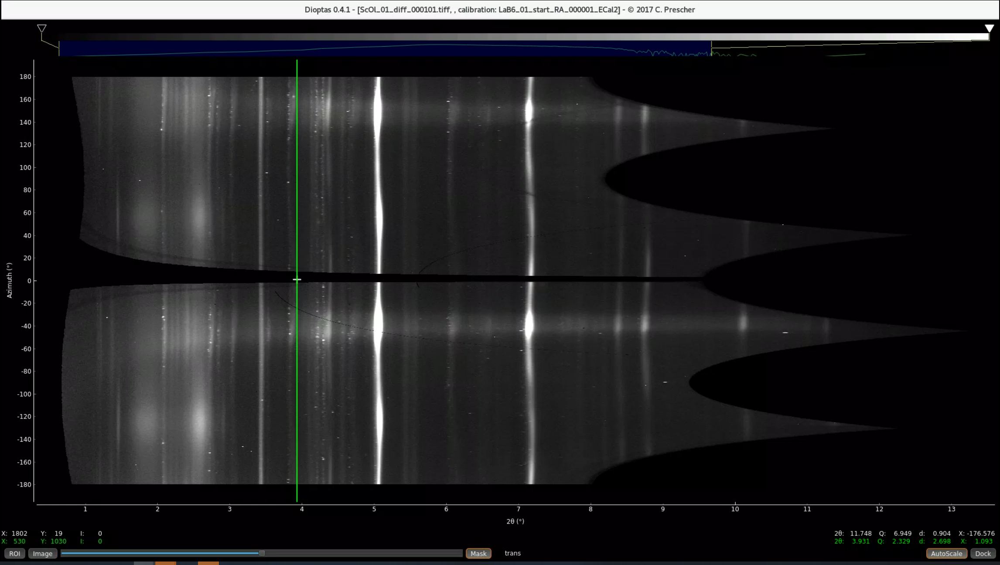 Dioptas 0.4.1 - [ScOl_01_diff_000101.tiff, , calibration: LaB6_01_start_RA_000001_ECal2] - © 2017 C. Prescher
180
160
140
120
100
80
60
40
20
0
-20
-40
-60
-80
-100
-120
-140
-160
-180
Azimuth (°)
1 2 3 4 5 6 7 8 9 10 11 12 13
2θ (°)
X: 1802 Y: 19 I: 0 2θ: 11.748 Q: 6.949 d: 0.904 X: -176.576
X: 530 Y: 1030 I: 0 2θ: 3.931 Q: 2.329 d: 2.698 X: 1.093
ROI Image Mask trans AutoScale Dock